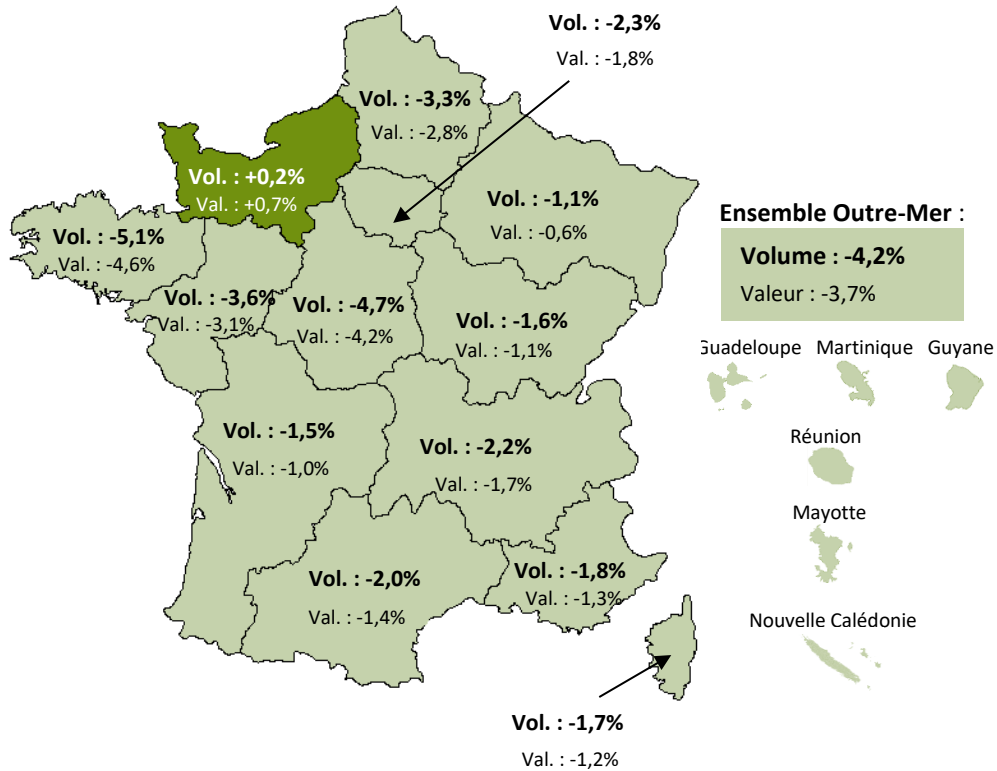 Vol. : -2,3%
Val. : -1,8%
Vol. : -3,3%
Val. : -2,8%
Vol. : +0,2%
Val. : +0,7%
Vol. : -1,1%
Val. : -0,6%
Ensemble Outre-Mer :
Volume : -4,2%
Valeur : -3,7%
Vol. : -5,1%
Val. : -4,6%
Vol. : -3,6%
Val. : -3,1%
Vol. : -4,7%
Val. : -4,2%
Vol. : -1,6%
Val. : -1,1%
Guadeloupe Martinique Guyane
Vol. : -1,5%
Val. : -1,0%
Vol. : -2,2%
Val. : -1,7%
Réunion
Mayotte
Vol. : -2,0%
Val. : -1,4%
Vol. : -1,8%
Val. : -1,3%
Nouvelle Calédonie
Vol. : -1,7%
Val. : -1,2%